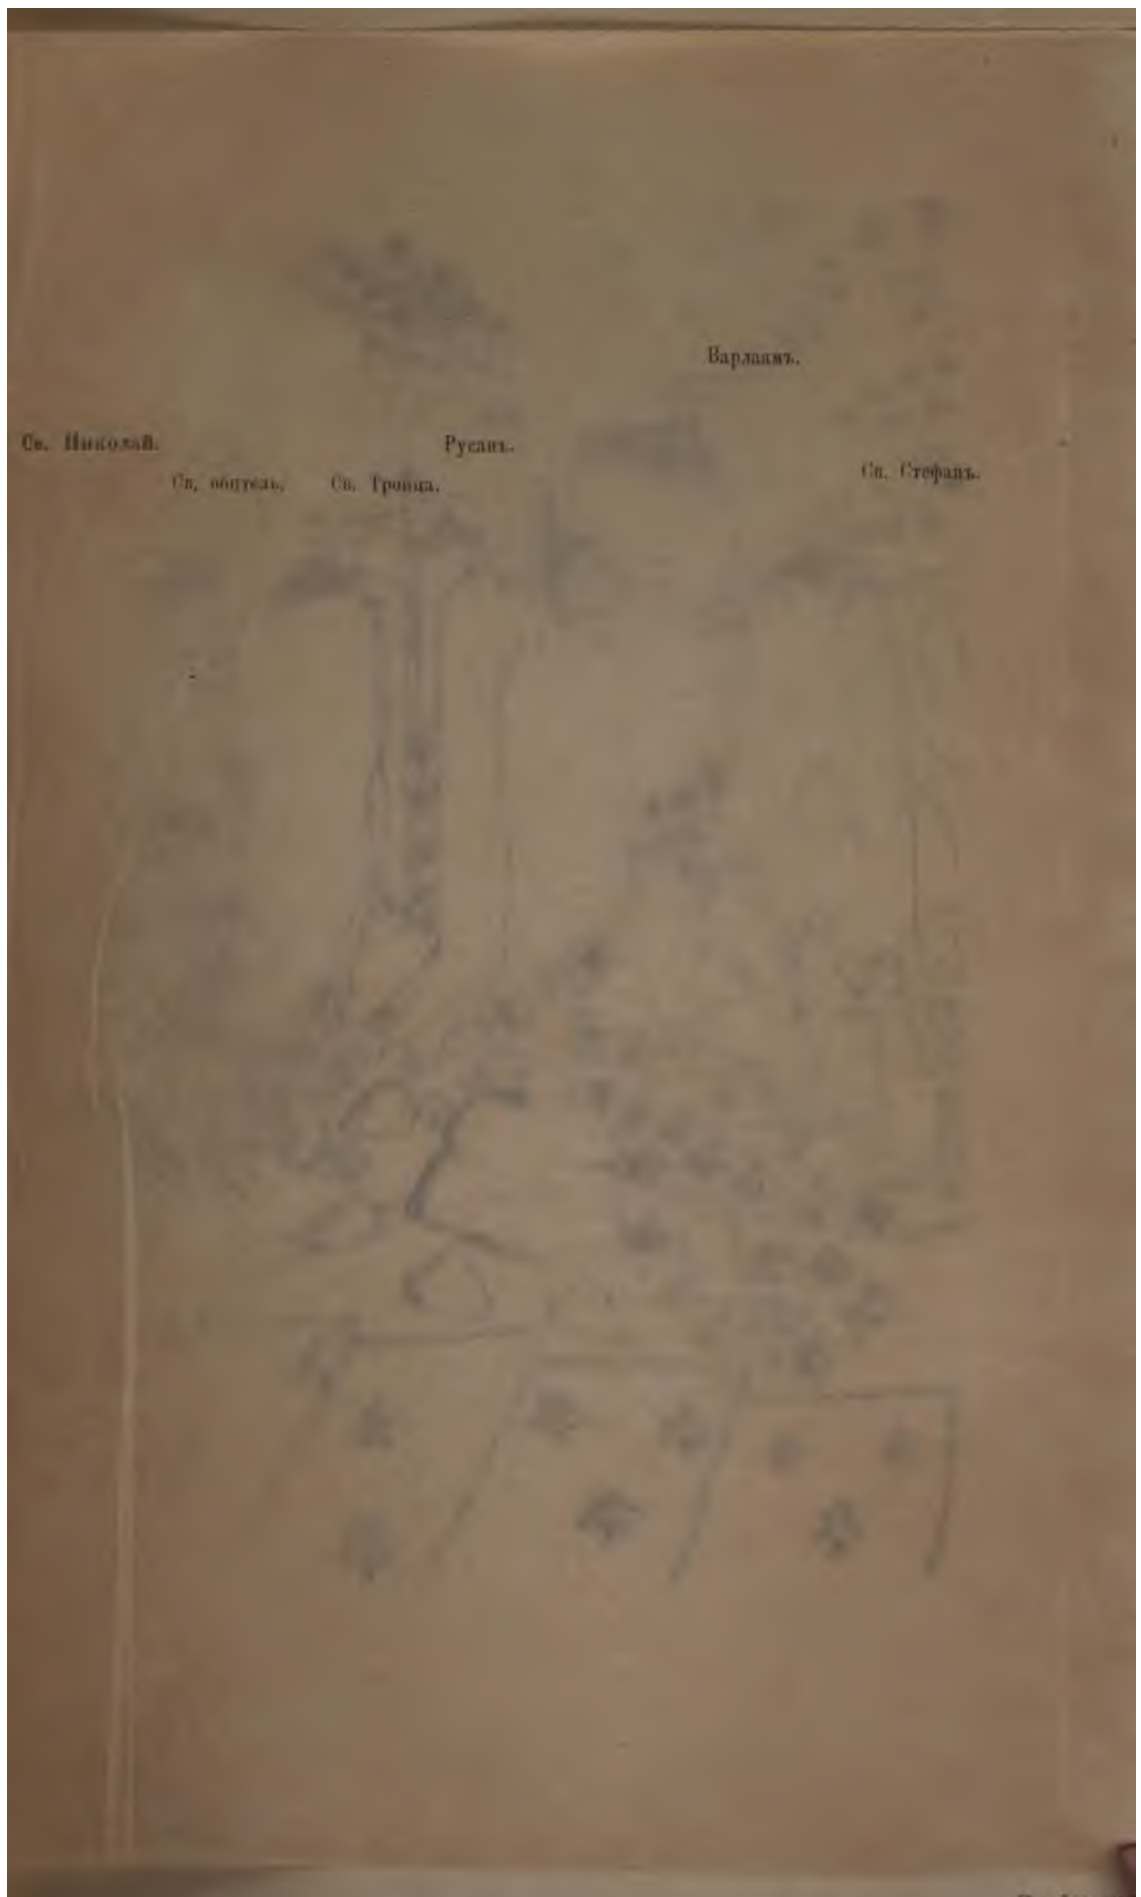 Варлаамъ.
Св. Николай.
Русанъ.
Св. Стефанъ.
Св. обитель.
Св. Троица.